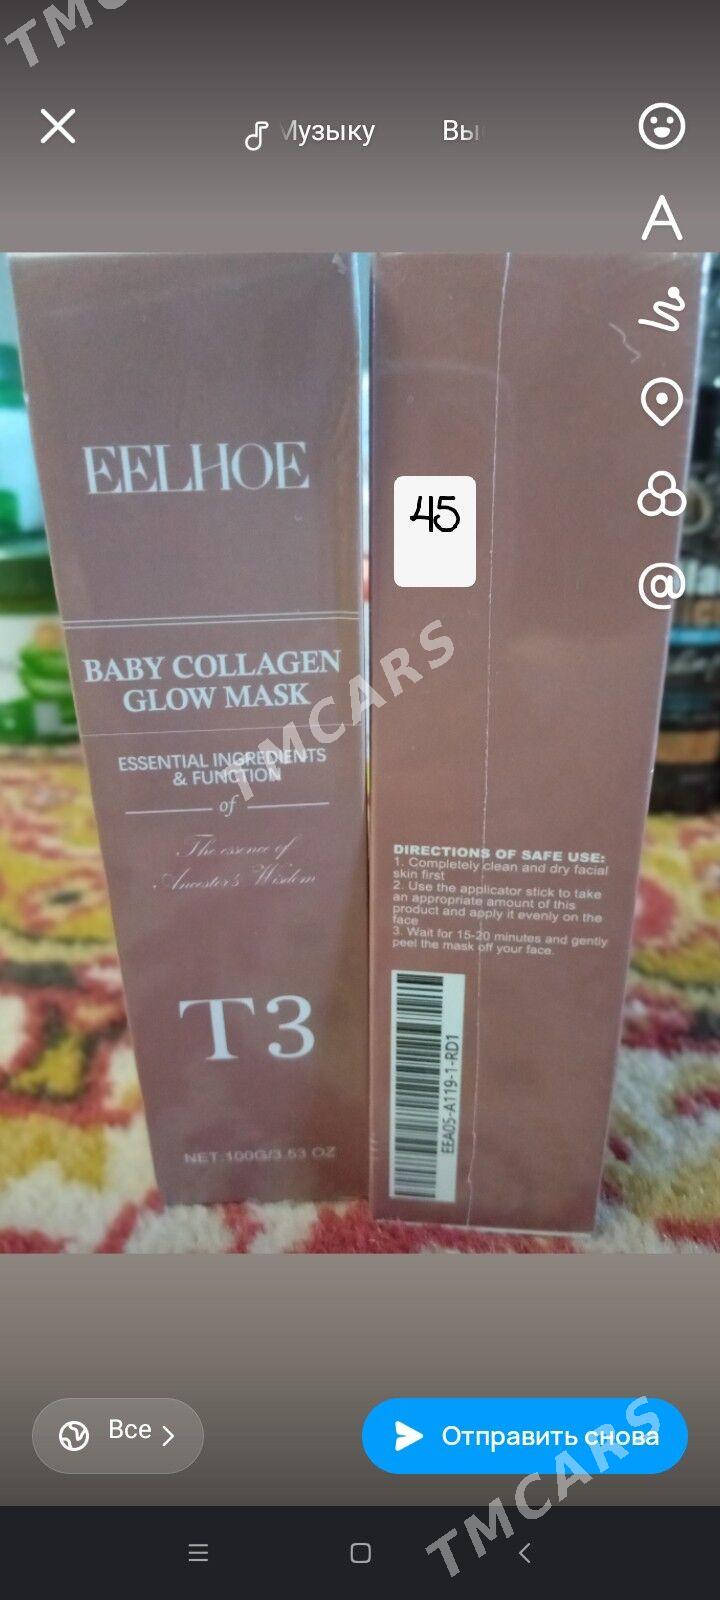 TMC
Музыку
Вы
A
EELHOE
45
BABY COLLAGEN
GLOW MASK
ESSENTIAL INGREDIENTS
& FUNCTION
of
The essence of
Ancestor's Wisdom
T3
NET:100G/3.53 OZ
DIRECTIONS OF SAFE USE:
1. Completely clean and dry facial
skin first
2. Use the applicator stick to take
an appropriate amount of this
product and apply it evenly on the
face
3. Wait for 15-20 minutes and gently
peel the mask off your face.
EEA05-A119-1-RD1
@
TMCARS
Все
Отправить снова
TMCARS